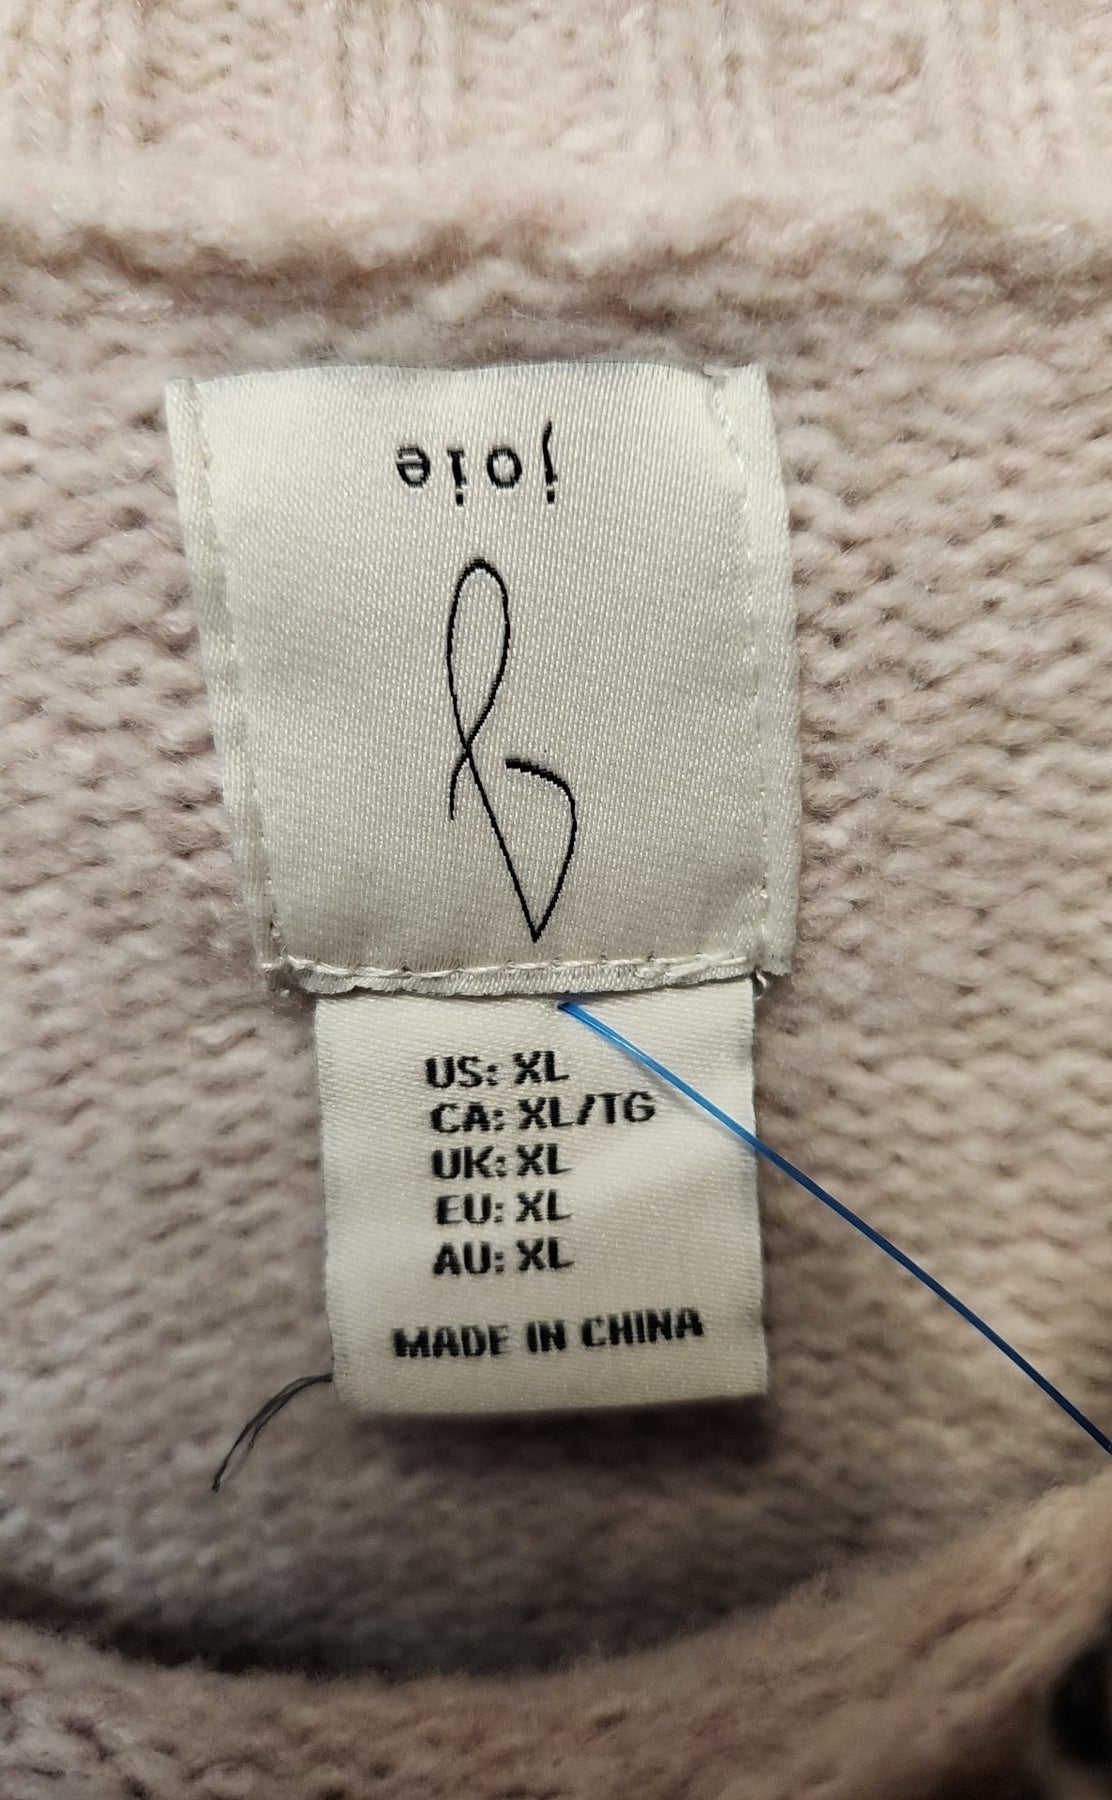 joie
US: XL
CA: XL/TG
UK: XL
EU: XL
AU: XL
MADE IN CHINA